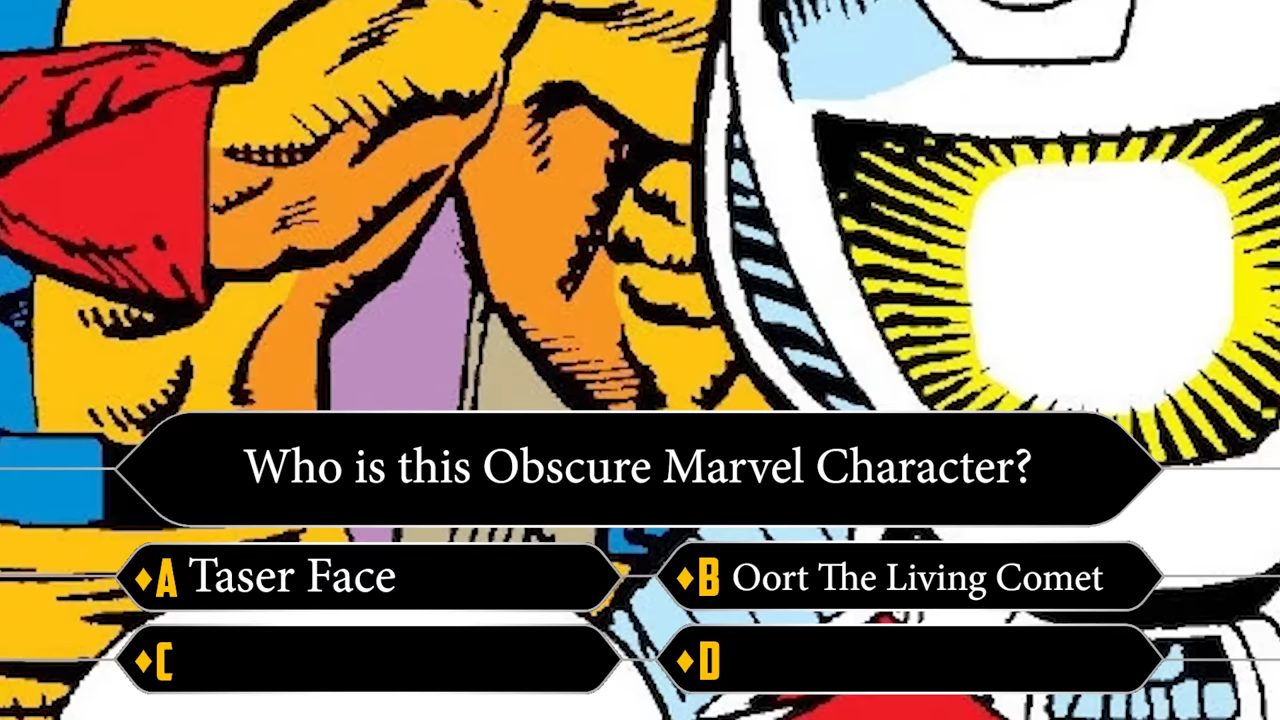 Who is this Obscure Marvel Character?
A Taser Face
B Oort The Living Comet
C
D